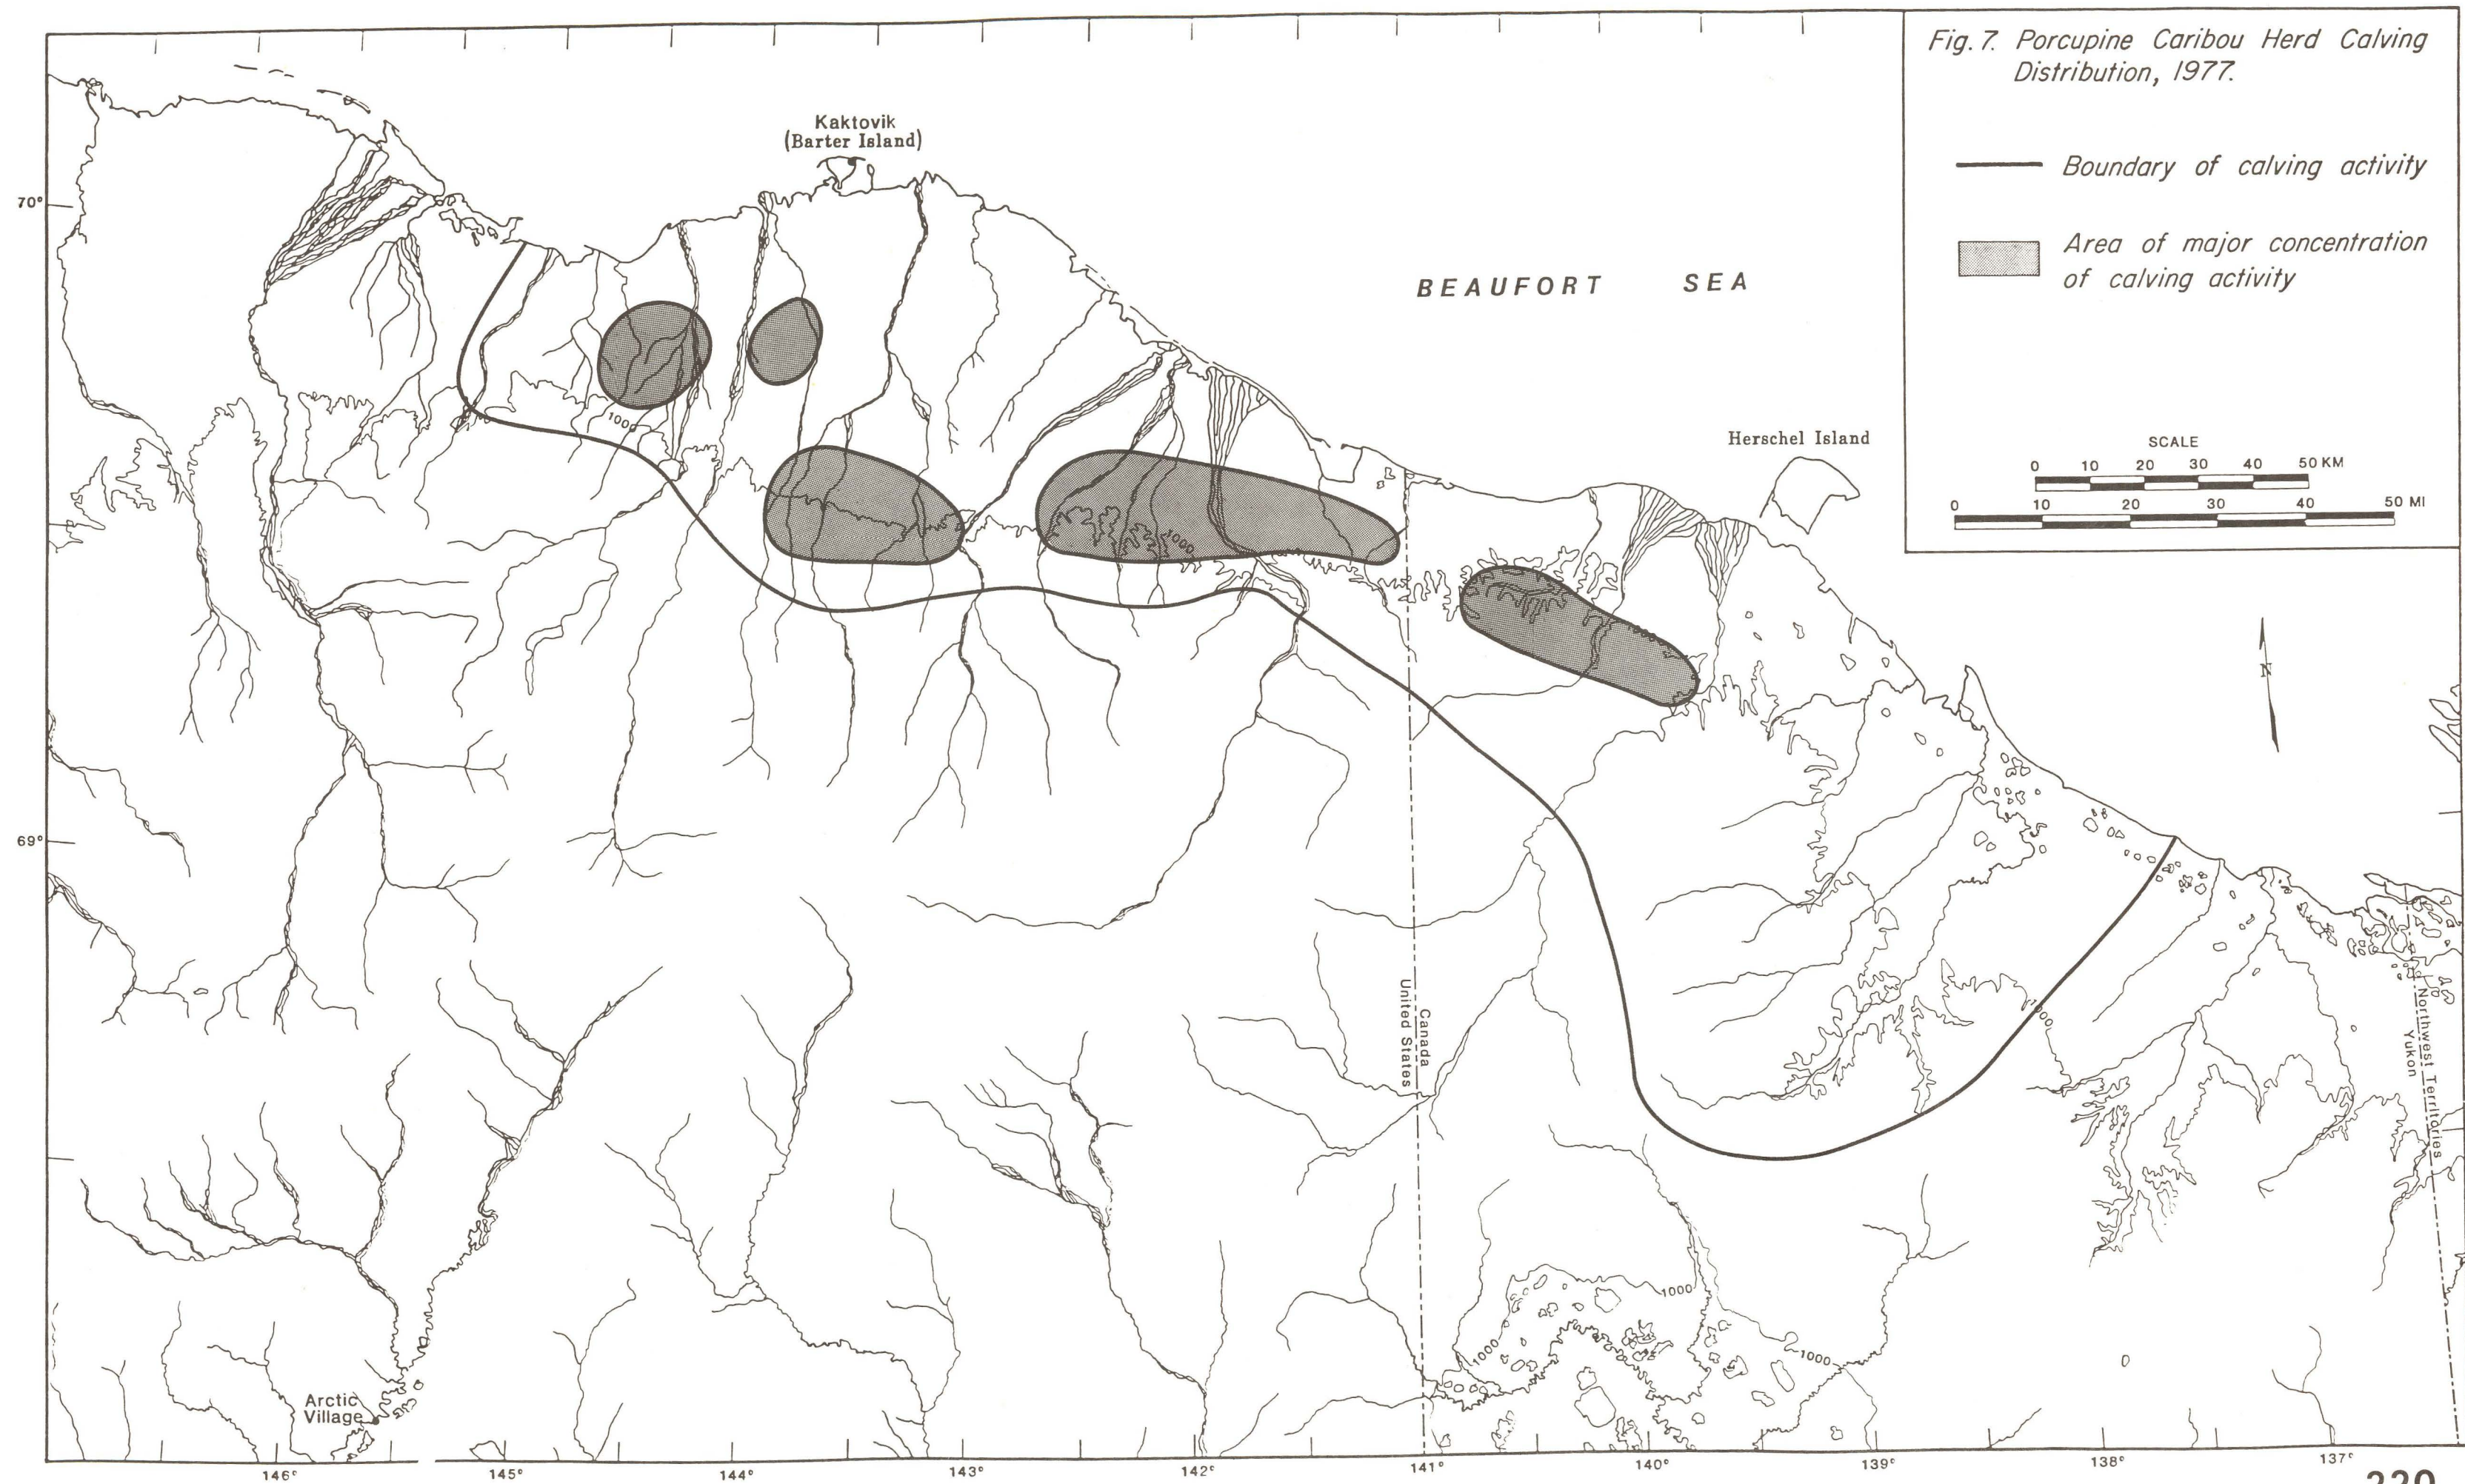 Fig. 7. Porcupine Caribou Herd Calving
Distribution, 1977.
Boundary of calving activity
Area of major concentration
of calving activity
SCALE
0 10 20 30 40 50 KM
0 10 20 30 40 50 MI
Kaktovik
(Barter Island)
70°
BEAUFORT SEA
1000
Herschel Island
1000
N
69°
1000
United States
Canada
Northwest Territories
Yukon
1000
1000
1000
Arctic
Village
146° 145° 144° 143° 142° 141° 140° 139° 138° 137°